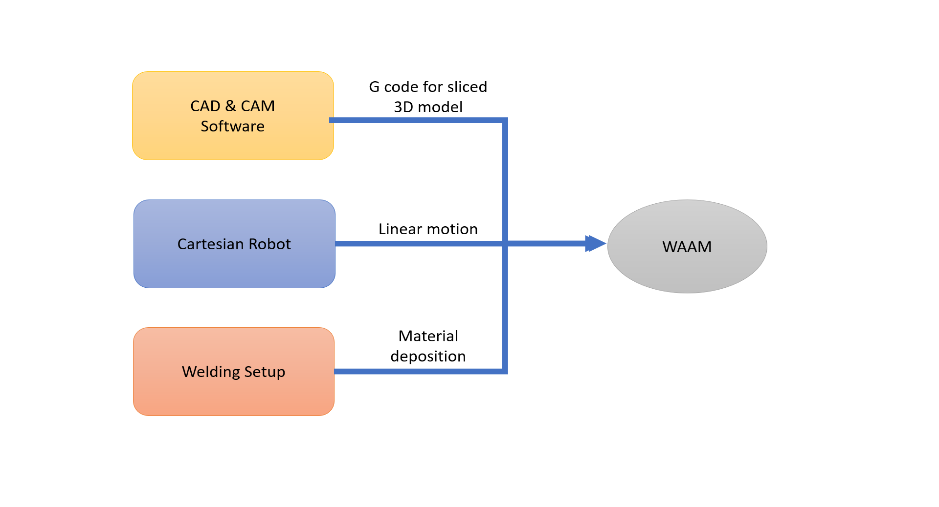 G code for sliced
3D model
CAD & CAM
Software
Linear motion
Cartesian Robot
WAAM
Material
deposition
Welding Setup